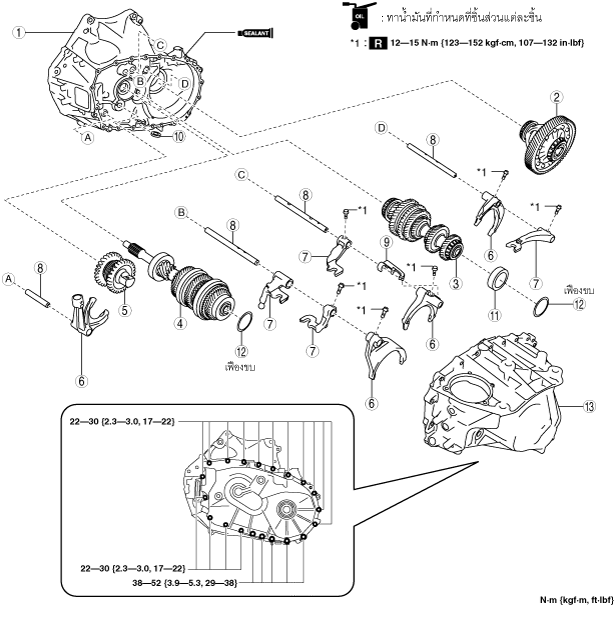 OIL : ทาน้ำมันที่กำหนดที่ชิ้นส่วนแต่ละชิ้น
SEALANT
*1 : R 12—15 N·m {123—152 kgf·cm, 107—132 in·lbf}
1
C
B
D
A
10
2
D
8
*1
*1
C
8
6
7
B
8
*1
9
7
3
A
8
5
4
7
*1
*1
11
เฟืองขบ
12
7
6
6
12
เฟืองขบ
6
13
22—30 {2.3—3.0, 17—22}
22—30 {2.3—3.0, 17—22}
38—52 {3.9—5.3, 29—38}
N·m {kgf·m, ft·lbf}